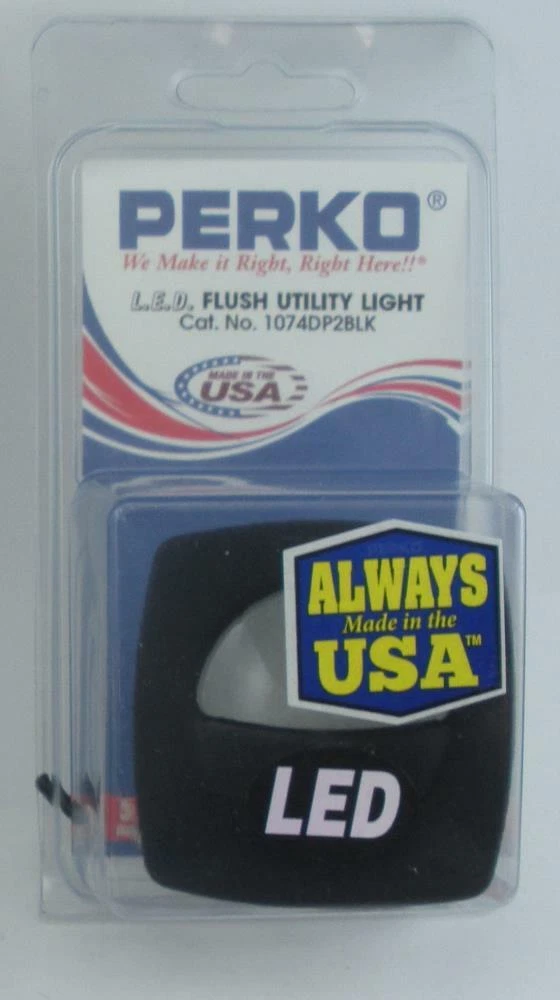 PERKO®
We Make it Right, Right Here!!®
L.E.D. FLUSH UTILITY LIGHT
Cat. No. 1074DP2BLK
MADE IN THE
USA
PERKO
ALWAYS
Made in the
USA™
LED